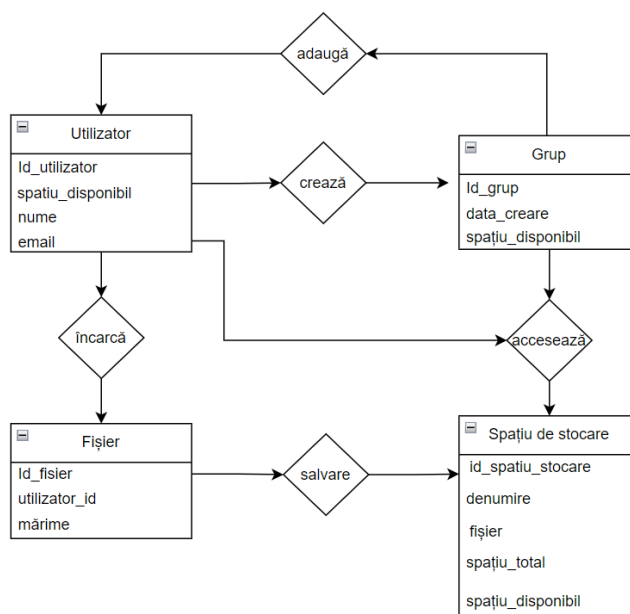 adaugă
Utilizator
Id_utilizator
spatiu_disponibil
nume
email
crează
Grup
Id_grup
data_creare
spațiu_disponibil
încarcă
accesează
Fișier
Id_fisier
utilizator_id
mărime
salvare
Spațiu de stocare
id_spatiu_stocare
denumire
fișier
spațiu_total
spațiu_disponibil